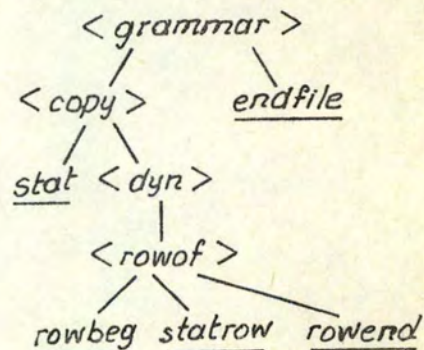 < grammar >
< copy > endfile
stat < dyn >
< rowof >
rowbeg statrow rowend